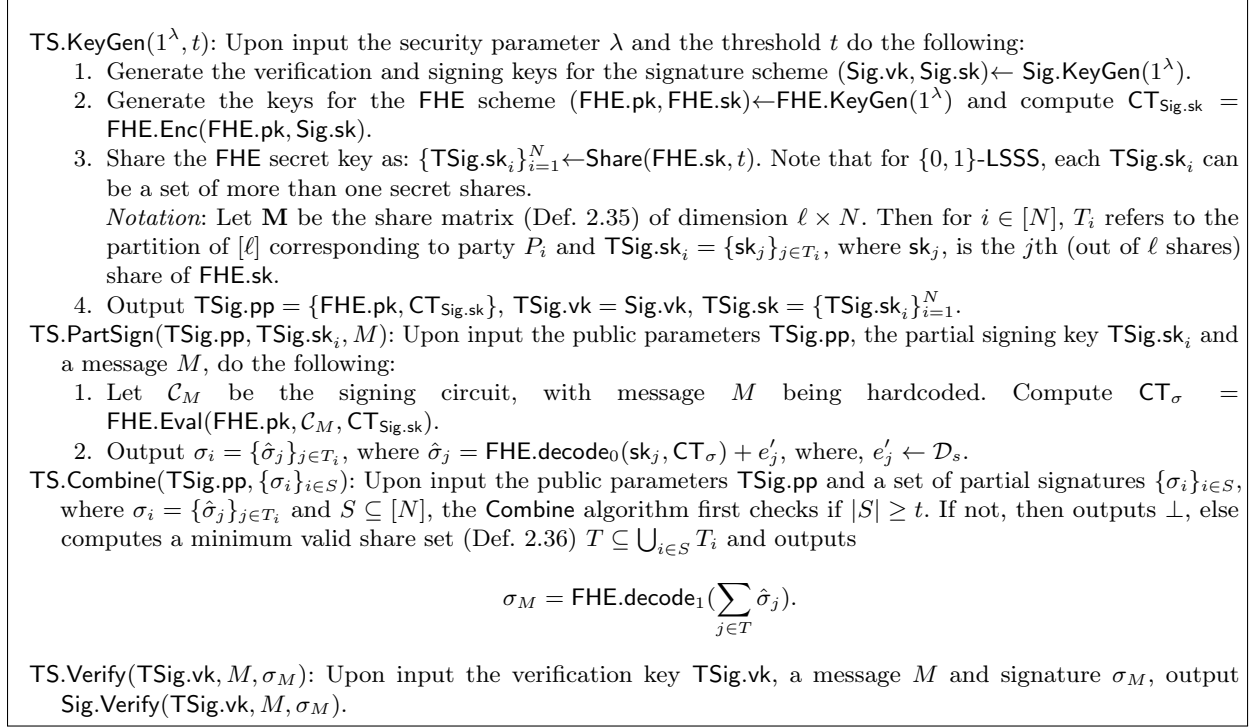 TS.KeyGen(1^λ, t): Upon input the security parameter λ and the threshold t do the following:
1. Generate the verification and signing keys for the signature scheme (Sig.vk, Sig.sk)← Sig.KeyGen(1^λ).
2. Generate the keys for the FHE scheme (FHE.pk, FHE.sk)←FHE.KeyGen(1^λ) and compute CT_{Sig.sk} =
FHE.Enc(FHE.pk, Sig.sk).
3. Share the FHE secret key as: {TSig.sk_i}_{i=1}^N←Share(FHE.sk, t). Note that for {0, 1}-LSSS, each TSig.sk_i can
be a set of more than one secret shares.
Notation: Let M be the share matrix (Def. 2.35) of dimension ℓ × N. Then for i ∈ [N], T_i refers to the
partition of [ℓ] corresponding to party P_i and TSig.sk_i = {sk_j}_{j∈T_i}, where sk_j, is the jth (out of ℓ shares)
share of FHE.sk.
4. Output TSig.pp = {FHE.pk, CT_{Sig.sk}}, TSig.vk = Sig.vk, TSig.sk = {TSig.sk_i}_{i=1}^N.
TS.PartSign(TSig.pp, TSig.sk_i, M): Upon input the public parameters TSig.pp, the partial signing key TSig.sk_i and
a message M, do the following:
1. Let C_M be the signing circuit, with message M being hardcoded. Compute CT_σ =
FHE.Eval(FHE.pk, C_M, CT_{Sig.sk}).
2. Output σ_i = {σ̂_j}_{j∈T_i}, where σ̂_j = FHE.decode_0(sk_j, CT_σ) + e'_j, where, e'_j ← D_s.
TS.Combine(TSig.pp, {σ_i}_{i∈S}): Upon input the public parameters TSig.pp and a set of partial signatures {σ_i}_{i∈S},
where σ_i = {σ̂_j}_{j∈T_i} and S ⊆ [N], the Combine algorithm first checks if |S| ≥ t. If not, then outputs ⊥, else
computes a minimum valid share set (Def. 2.36) T ⊆ ⋃_{i∈S} T_i and outputs
σ_M = FHE.decode_1(∑_{j∈T} σ̂_j).
TS.Verify(TSig.vk, M, σ_M): Upon input the verification key TSig.vk, a message M and signature σ_M, output
Sig.Verify(TSig.vk, M, σ_M).